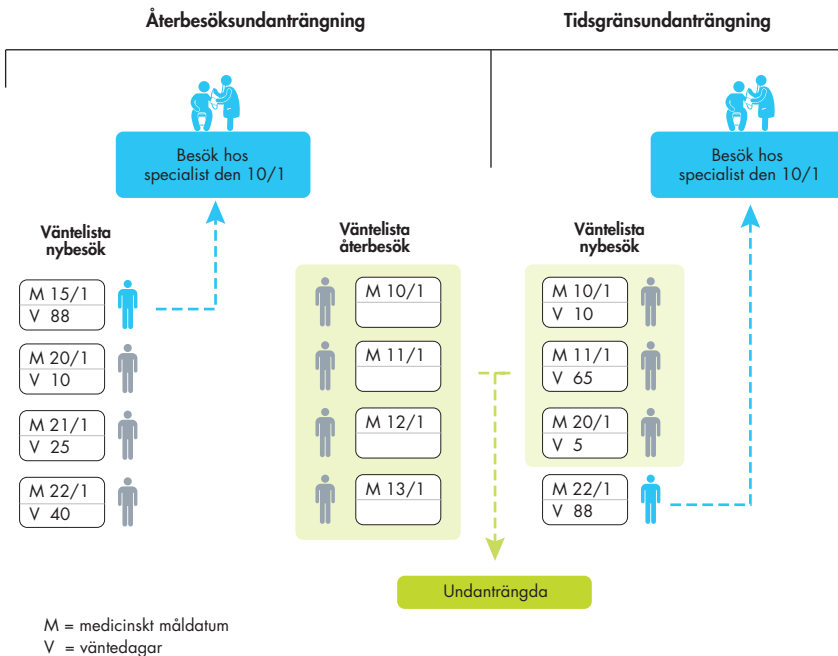 Återbesöksundanträngning
Tidsgränsundanträngning
Besök hos
specialist den 10/1
Besök hos
specialist den 10/1
Väntelista
nybesök
M 15/1
V 88
M 20/1
V 10
M 21/1
V 25
M 22/1
V 40
Väntelista
återbesök
M 10/1
M 11/1
M 12/1
M 13/1
Väntelista
nybesök
M 10/1
V 10
M 11/1
V 65
M 20/1
V 5
M 22/1
V 88
Undanträngda
M = medicinskt måldatum
V = väntedagar